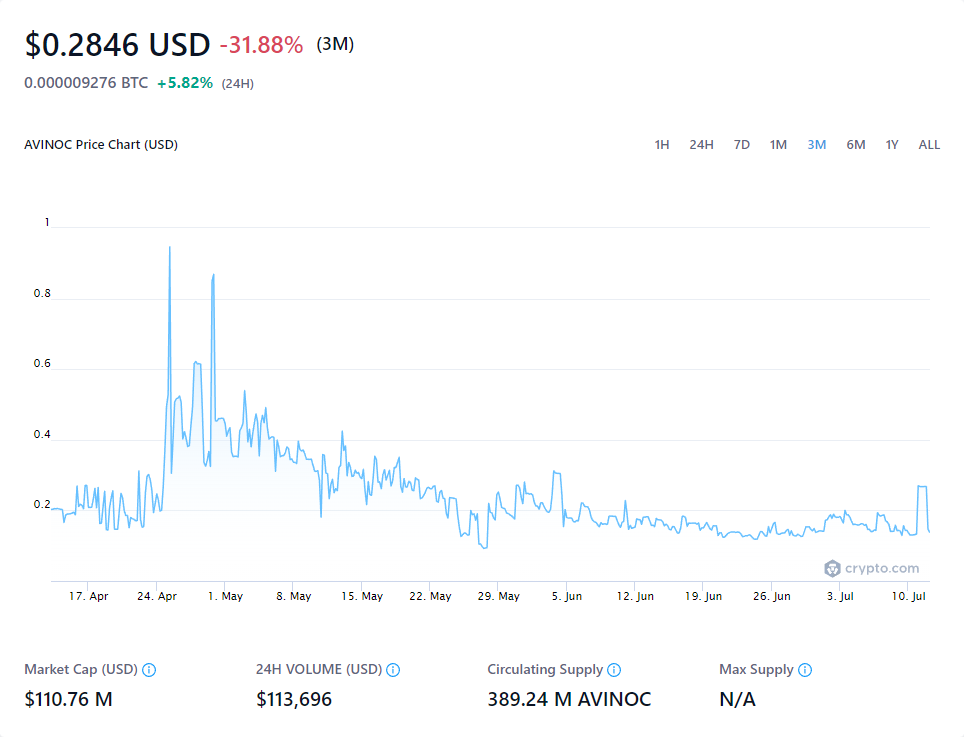 $0.2846 USD -31.88% (3M)
0.000009276 BTC +5.82% (24H)
AVINOC Price Chart (USD) 1H 24H 7D 1M 3M 6M 1Y ALL
1
0.8
0.6
0.4
0.2
crypto.com
17. Apr 24. Apr 1. May 8. May 15. May 22. May 29. May 5. Jun 12. Jun 19. Jun 26. Jun 3. Jul 10. Jul
Market Cap (USD) 24H VOLUME (USD) Circulating Supply Max Supply
$110.76 M $113,696 389.24 M AVINOC N/A